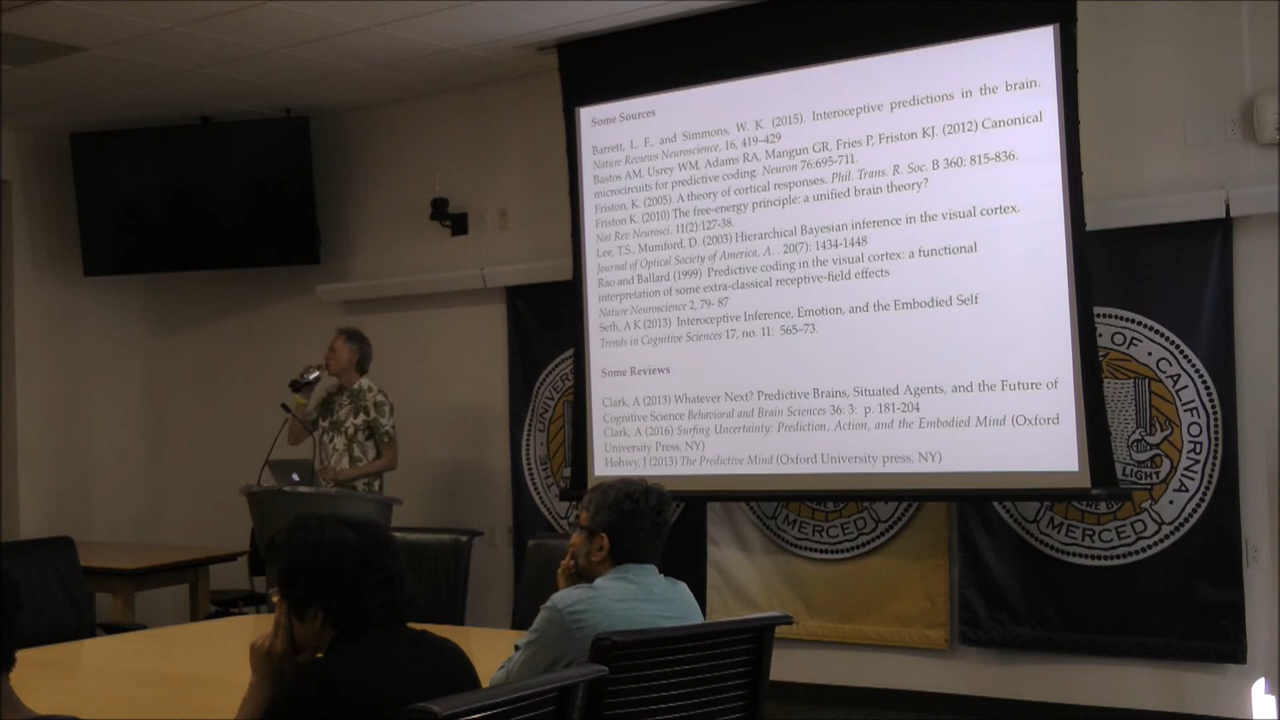 Some Sources
Barrett, L. F., and Simmons, W. K. (2015). Interoceptive predictions in the brain.
Nature Reviews Neuroscience, 16, 419–429
Bastos AM, Usrey WM, Adams RA, Mangun GR, Fries P, Friston KJ. (2012) Canonical
microcircuits for predictive coding. Neuron 76:695-711.
Friston, K. (2005). A theory of cortical responses. Phil. Trans. R. Soc. B 360: 815-836.
Friston K. (2010) The free-energy principle: a unified brain theory?
Nat Rev Neurosci. 11(2):127-38.
Lee, T.S., Mumford, D. (2003) Hierarchical Bayesian inference in the visual cortex.
Journal of Optical Society of America, A. . 20(7): 1434-1448
Rao and Ballard (1999) Predictive coding in the visual cortex: a functional
interpretation of some extra-classical receptive-field effects
Nature Neuroscience 2, 79- 87
Seth, A K (2013) Interoceptive Inference, Emotion, and the Embodied Self
Trends in Cognitive Sciences 17, no. 11: 565–73.
Some Reviews
Clark, A (2013) Whatever Next? Predictive Brains, Situated Agents, and the Future of
Cognitive Science Behavioral and Brain Sciences 36: 3: p. 181-204
Clark, A (2016) Surfing Uncertainty: Prediction, Action, and the Embodied Mind (Oxford
University Press, NY)
Hohwy, J (2013) The Predictive Mind (Oxford University press, NY)
THE · UNIVER
OF · CALIFORNIA
LIGHT
MERCED
MERCED